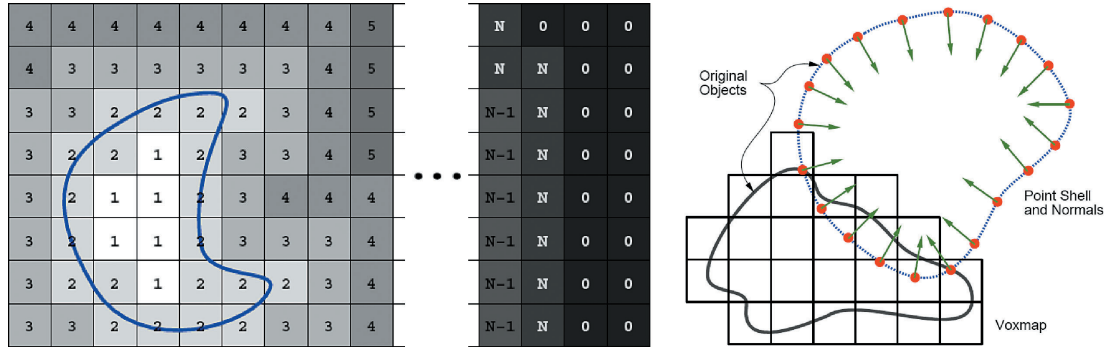 4 4 4 4 4 4 4 4 5 N 0 0 0
4 3 3 3 3 3 3 4 5 N N 0 0
3 3 2 2 2 2 3 4 5 N-1 N 0 0
3 2 2 1 2 3 3 4 5 N-1 N 0 0
3 2 1 1 2 3 4 4 4 N-1 N 0 0
3 2 1 1 2 3 3 3 4 N-1 N 0 0
3 2 2 1 2 2 2 3 4 N-1 N 0 0
3 3 2 2 2 2 3 3 4 N-1 N 0 0
Original
Objects
Point Shell
and Normals
Voxmap